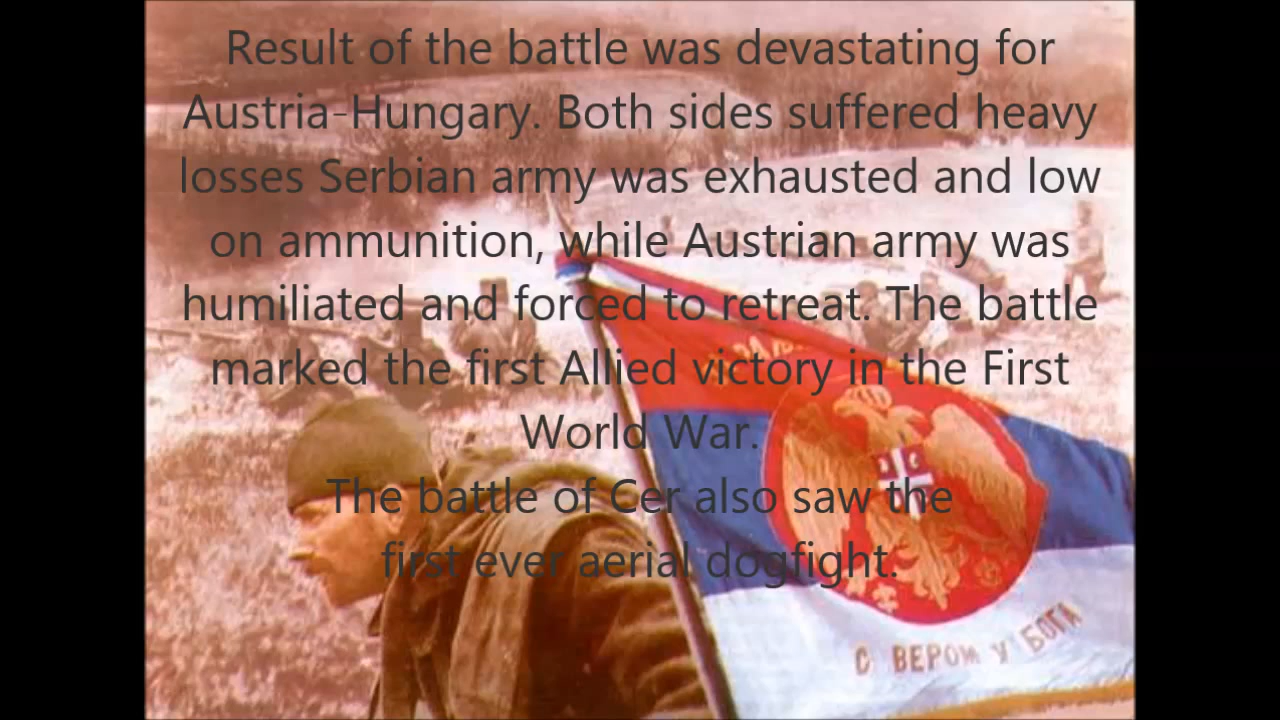 Result of the battle was devastating for
Austria-Hungary. Both sides suffered heavy
losses Serbian army was exhausted and low
on ammunition, while Austrian army was
humiliated and forced to retreat. The battle
marked the first Allied victory in the First
World War.
The battle of Cer also saw the
first ever aerial dogfight.
С ВЕРОМ У БОГА